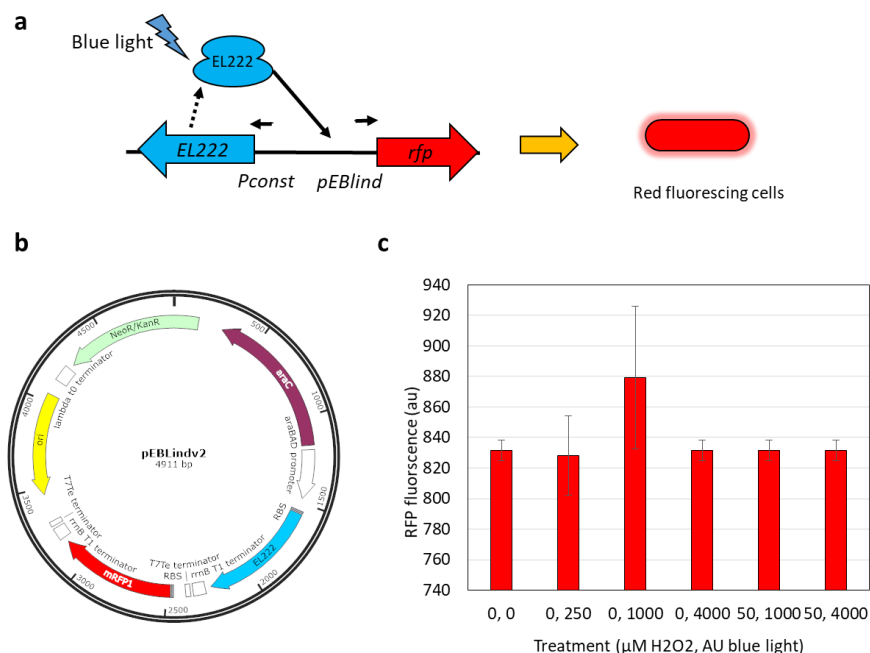 a
Blue light
EL222
EL222
rfp
Pconst
pEBlind
Red fluorescing cells
b
NeoR/KanR
4500
500
araC
1000
araBAD promoter
1500
RBS
EL222
2000
rrnB T1 terminator
T7Te terminator
RBS
2500
mRFP1
3000
rrnB T1 terminator
T7Te terminator
3500
ori
4000
lambda t0 terminator
pEBLindv2
4911 bp
c
RFP fluorescence (au)
940
920
900
880
860
840
820
800
780
760
740
0, 0
0, 250
0, 1000
0, 4000
50, 1000
50, 4000
Treatment (µM H2O2, AU blue light)